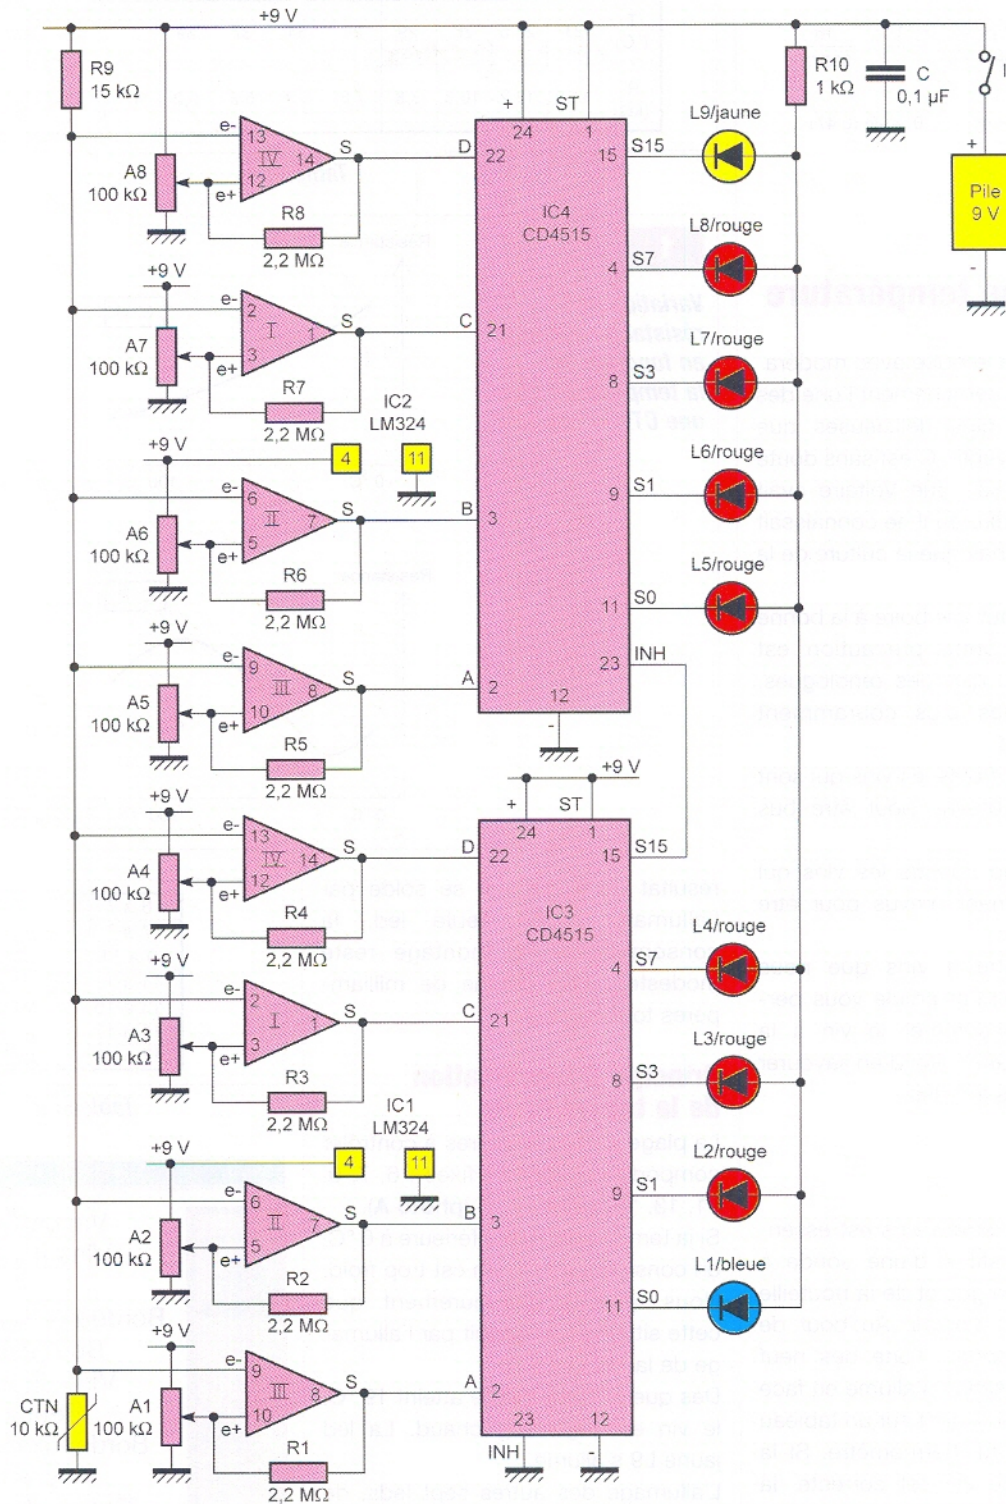 +9 V
R9
15 kΩ
R10
1 kΩ
C
0,1 µF
I
+
Pile
9 V
-
A8
100 kΩ
e-
13
IV
14
S
12
e+
R8
2,2 MΩ
+9 V
A7
100 kΩ
e-
2
I
1
S
3
e+
R7
2,2 MΩ
IC2
LM324
4
11
+9 V
A6
100 kΩ
e-
6
II
7
S
5
e+
R6
2,2 MΩ
+9 V
A5
100 kΩ
e-
9
III
8
S
10
e+
R5
2,2 MΩ
+9 V
A4
100 kΩ
e-
13
IV
14
S
12
e+
R4
2,2 MΩ
+9 V
A3
100 kΩ
e-
2
I
1
S
3
e+
R3
2,2 MΩ
IC1
LM324
4
11
+9 V
A2
100 kΩ
e-
6
II
7
S
5
e+
R2
2,2 MΩ
+9 V
CTN
10 kΩ
A1
100 kΩ
e-
9
III
8
S
10
e+
R1
2,2 MΩ
+
ST
24
1
D
22
C
21
B
3
A
2
IC4
CD4515
15
S15
L9/jaune
4
S7
L8/rouge
8
S3
L7/rouge
9
S1
L6/rouge
11
S0
L5/rouge
23
INH
12
-
+9 V
+
ST
24
1
D
22
C
21
B
3
A
2
IC3
CD4515
15
S15
4
S7
L4/rouge
8
S3
L3/rouge
9
S1
L2/rouge
11
S0
L1/bleue
23
12
INH
-